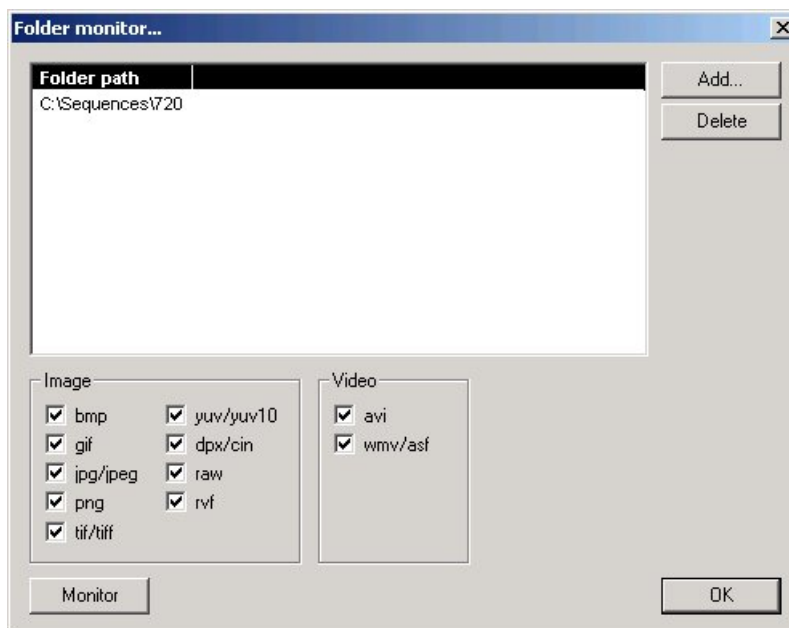 Folder monitor...
Folder path
C:\Sequences\720
Add...
Delete
Image
bmp
gif
jpg/jpeg
png
tif/tiff
yuv/yuv10
dpx/cin
raw
rvf
Video
avi
wmv/asf
Monitor
OK